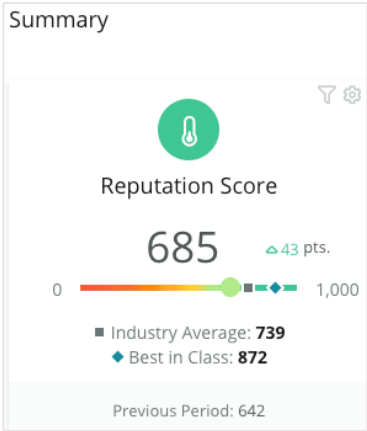 Summary
Reputation Score
685 43 pts.
0 1,000
Industry Average: 739
Best in Class: 872
Previous Period: 642